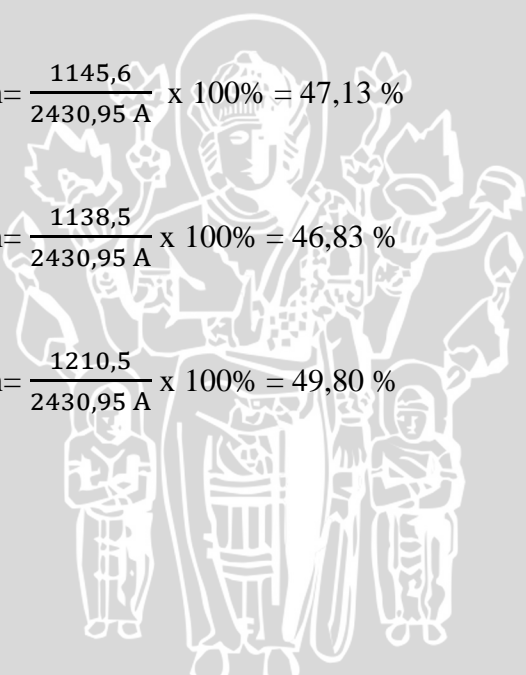 n= 1145,6 / 2430,95 A x 100% = 47,13 %
n= 1138,5 / 2430,95 A x 100% = 46,83 %
n= 1210,5 / 2430,95 A x 100% = 49,80 %